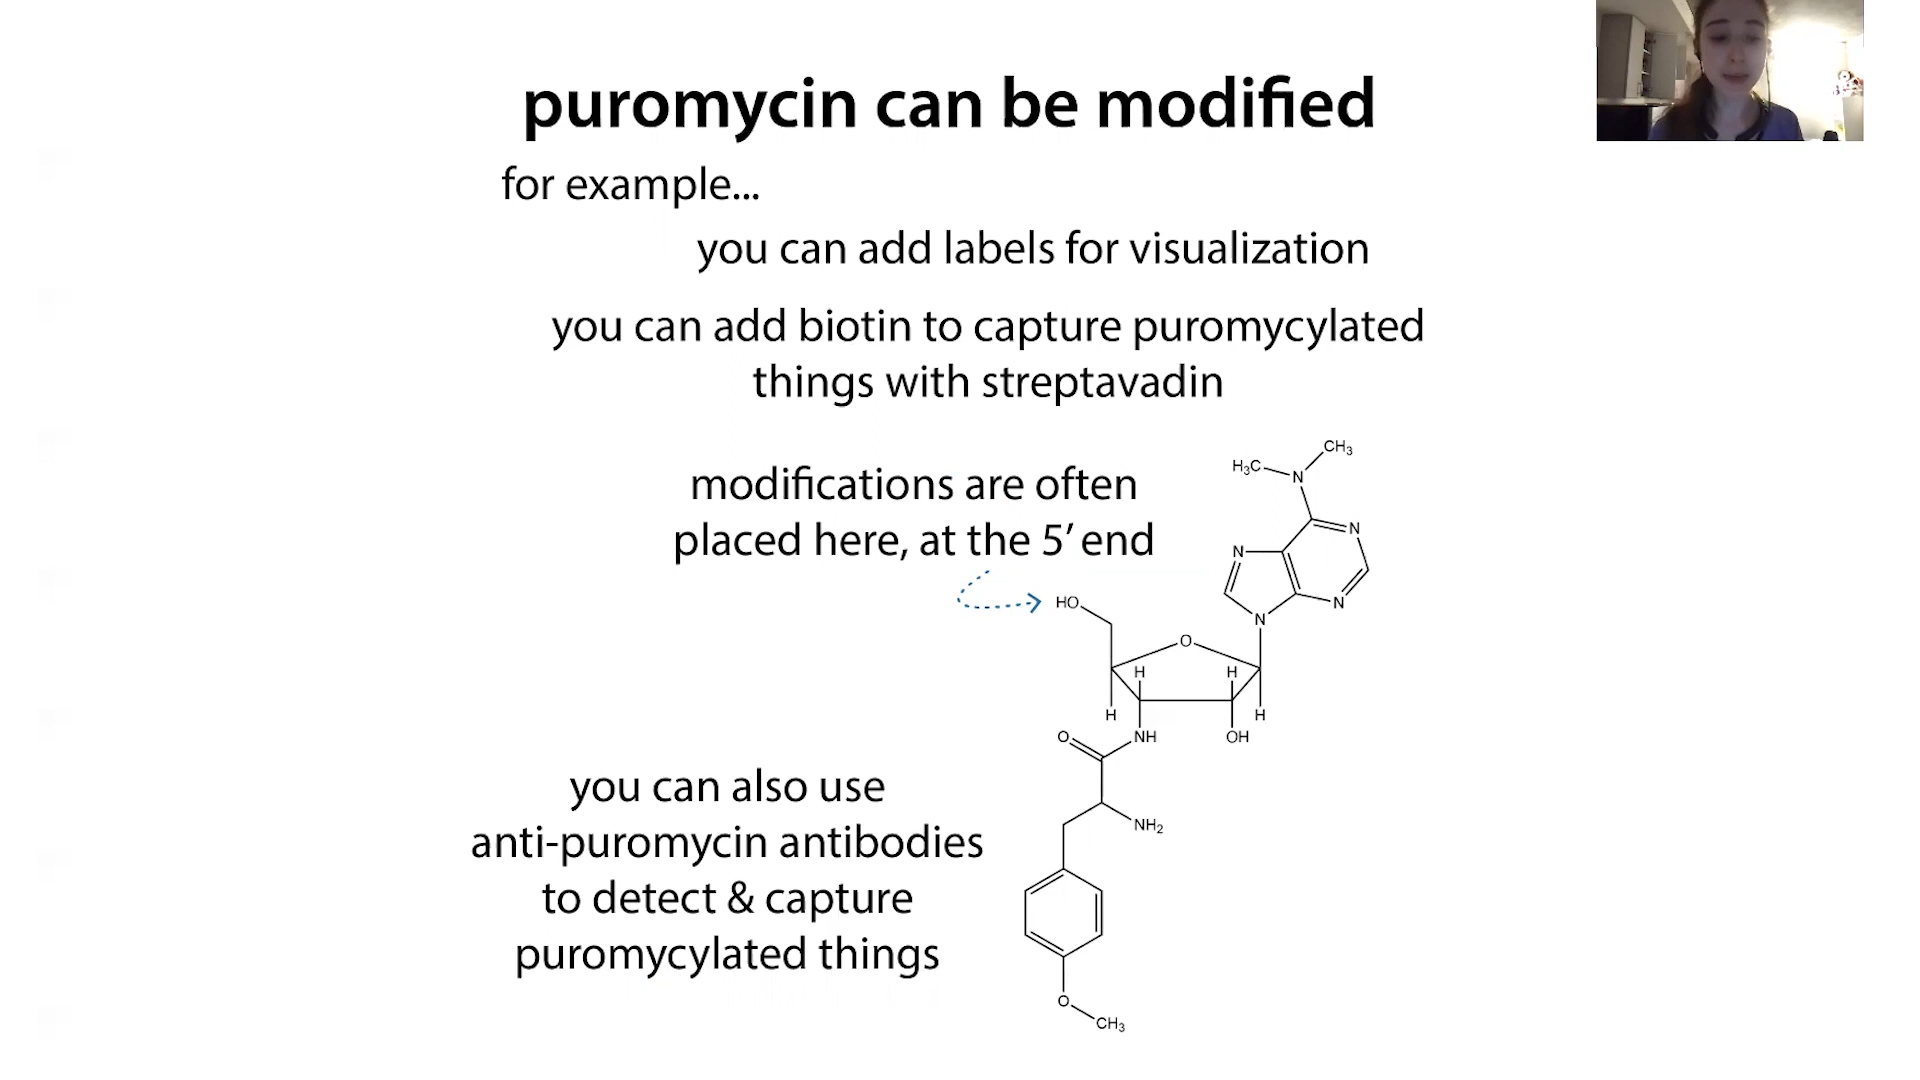 puromycin can be modified
for example...
you can add labels for visualization
you can add biotin to capture puromycylated
things with streptavadin
modifications are often
placed here, at the 5′ end
you can also use
anti-puromycin antibodies
to detect & capture
puromycylated things
CH₃
H₃C
N
N
N
N
N
HO
O
H
H
H
H
O
NH
OH
NH₂
O
CH₃